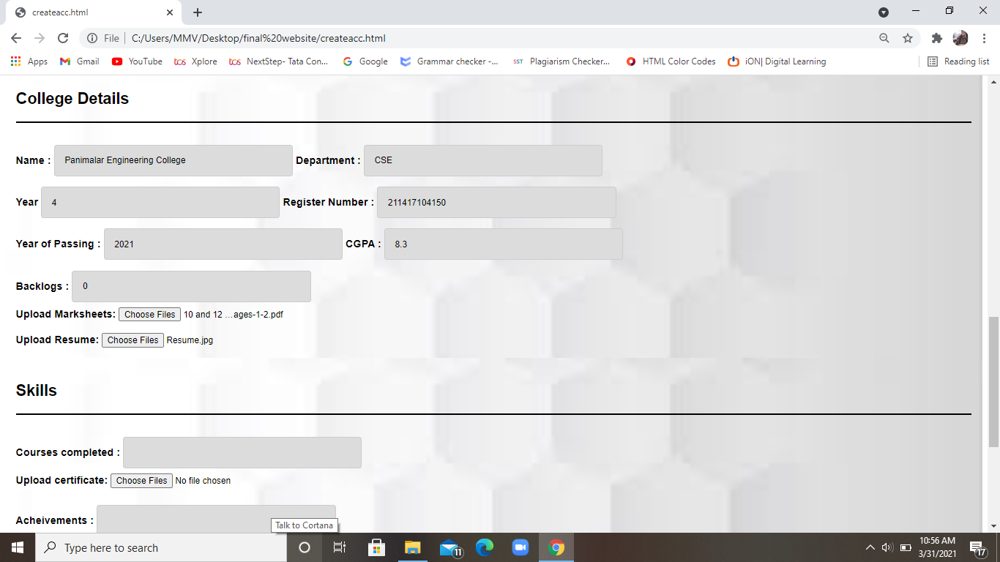 createacc.html
File
C:/Users/MMV/Desktop/final%20website/createacc.html
Apps Gmail YouTube tcs Xplore tcs NextStep- Tata Con... Google Grammar checker -... SST Plagiarism Checker... HTML Color Codes iON| Digital Learning Reading list
College Details
Name : Panimalar Engineering College Department : CSE
Year 4 Register Number : 211417104150
Year of Passing : 2021 CGPA : 8.3
Backlogs : 0
Upload Marksheets: Choose Files 10 and 12 ...ages-1-2.pdf
Upload Resume: Choose Files Resume.jpg
Skills
Courses completed :
Upload certificate: Choose Files No file chosen
Acheivements :
Talk to Cortana
Type here to search 11 10:56 AM
3/31/2021 17